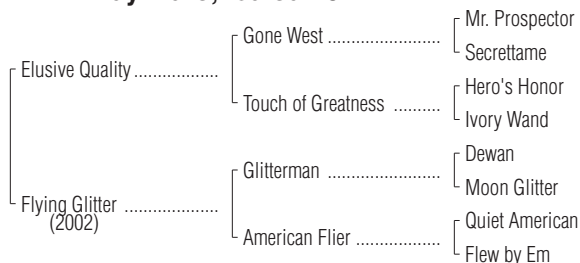 Mr. Prospector
Gone West ........................
Secrettame
Elusive Quality ..................
Hero's Honor
Touch of Greatness ..........
Ivory Wand
Dewan
Glitterman ........................
Moon Glitter
Flying Glitter ....................
(2002)
Quiet American
American Flier ..................
Flew by Em